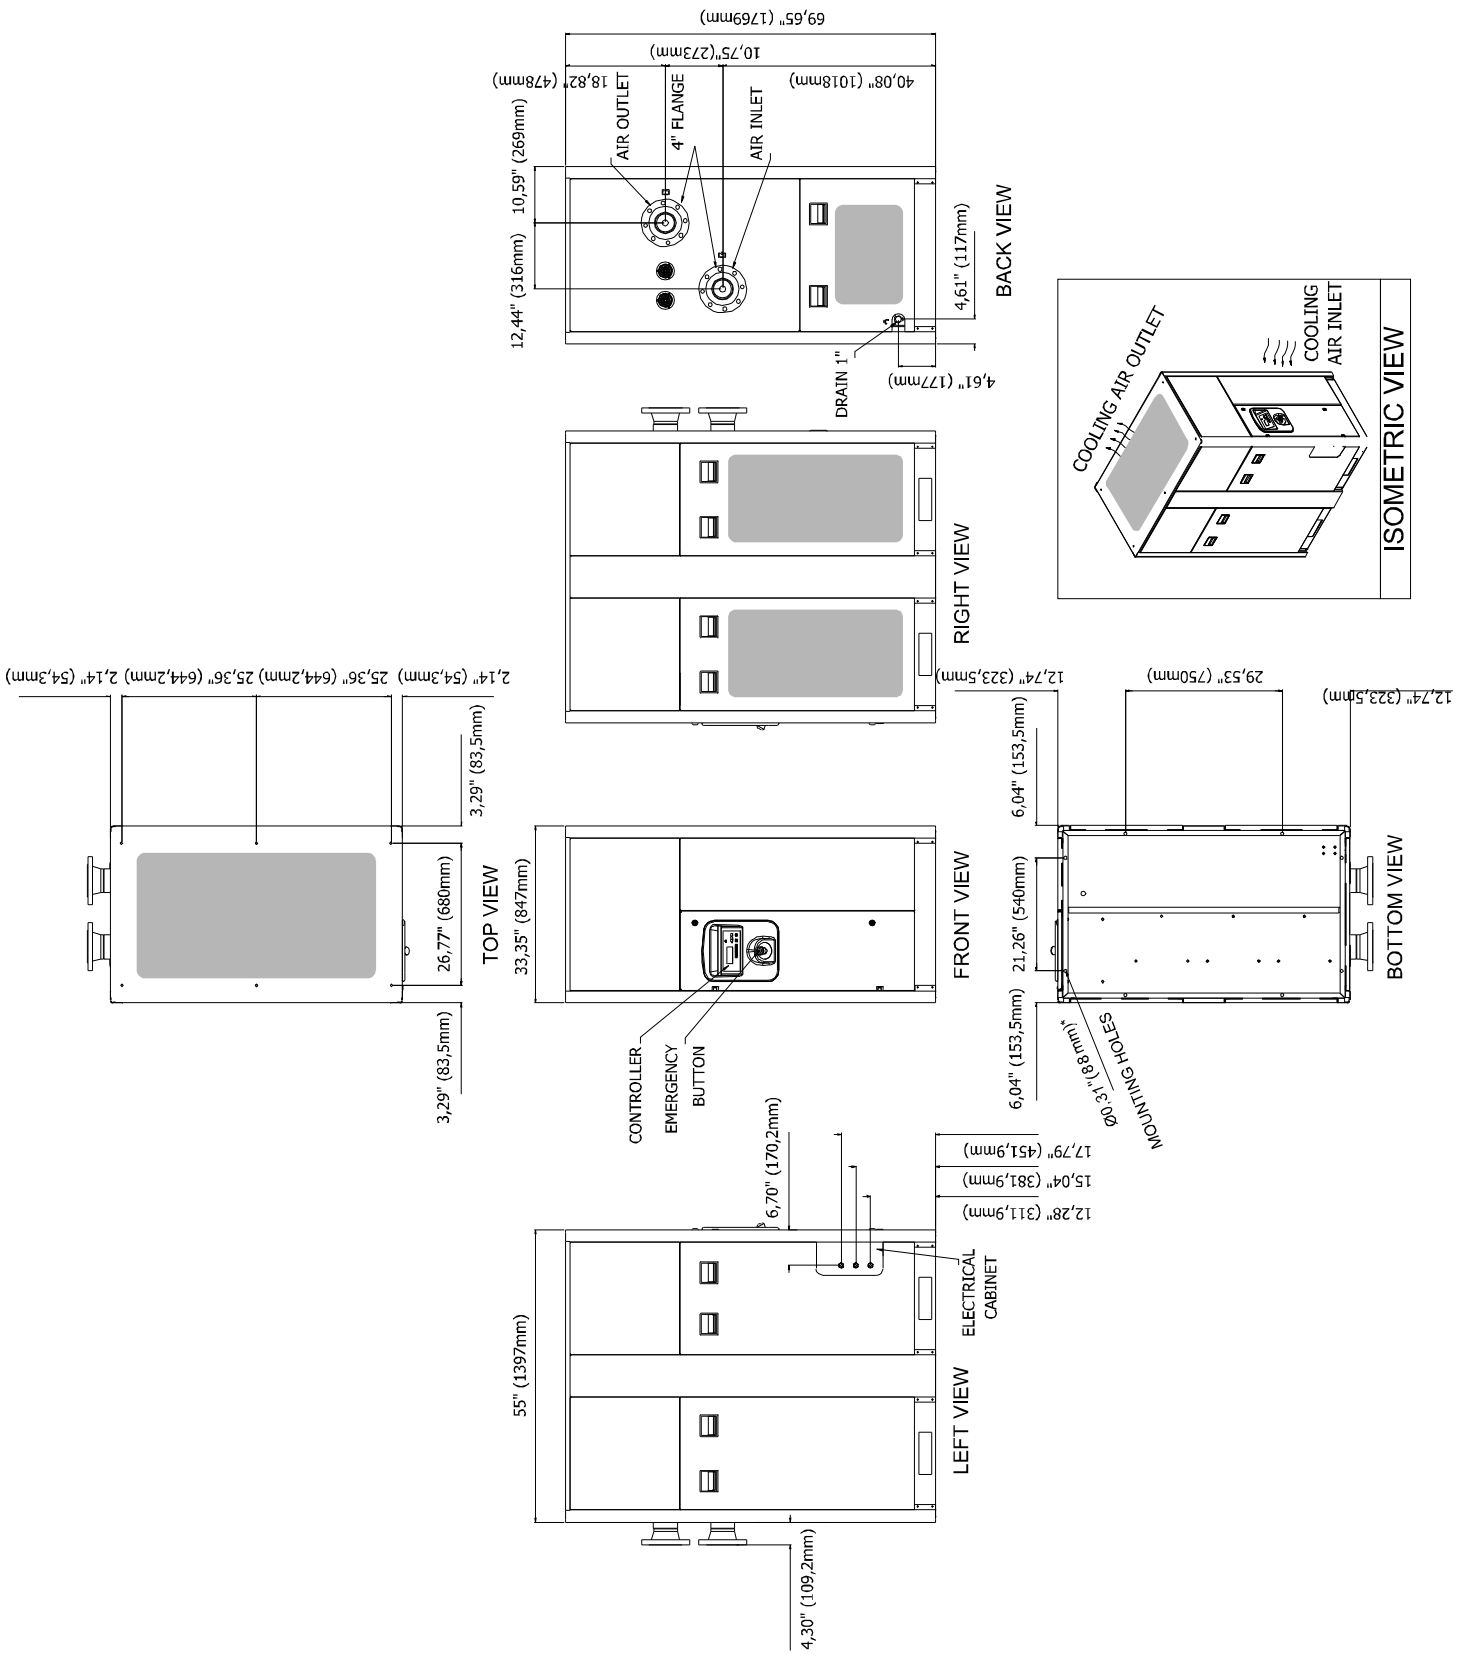 2,14" (54,3mm)
25,36" (644,2mm)
25,36" (644,2mm)
2,14" (54,3mm)
3,29" (83,5mm)
26,77" (680mm)
3,29" (83,5mm)
TOP VIEW
55" (1397mm)
4,30" (109,2mm)
6,70" (170,2mm)
17,79" (451,9mm)
15,04" (381,9mm)
12,28" (311,9mm)
ELECTRICAL
CABINET
LEFT VIEW
33,35" (847mm)
CONTROLLER
EMERGENCY
BUTTON
FRONT VIEW
RIGHT VIEW
69,65" (1769mm)
10,75"(273mm)
18,82" (478mm)
40,08" (1018mm)
12,44" (316mm)
10,59" (269mm)
AIR OUTLET
4" FLANGE
AIR INLET
DRAIN 1"
4,61" (177mm)
4,61" (117mm)
BACK VIEW
12,74" (323,5mm)
29,53" (750mm)
12,74" (323,5mm)
6,04" (153,5mm)
21,26" (540mm)
6,04" (153,5mm)
Ø0,31"(88 mm)*
MOUNTING HOLES
BOTTOM VIEW
COOLING AIR OUTLET
COOLING
AIR INLET
ISOMETRIC VIEW